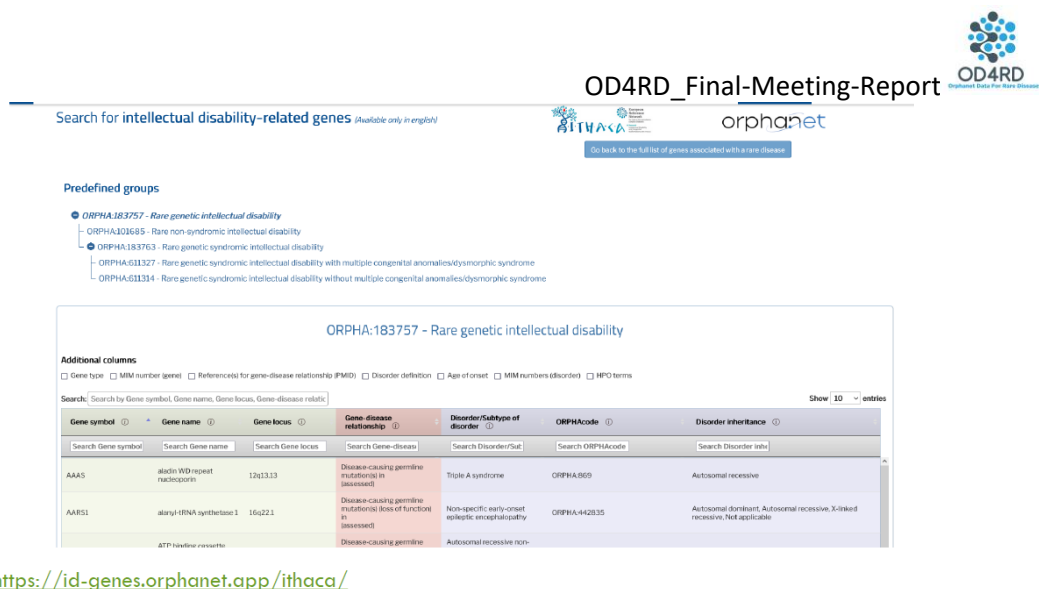 OD4RD
Orphanet Data For Rare Disease
OD4RD_Final-Meeting-Report
Search for intellectual disability-related genes (Available only in english)
ITHACA
orphanet
Go back to the full list of genes associated with a rare disease
Predefined groups
ORPHA:183757 - Rare genetic intellectual disability
ORPHA:101685 - Rare non-syndromic intellectual disability
ORPHA:183763 - Rare genetic syndromic intellectual disability
ORPHA:611327 - Rare genetic syndromic intellectual disability with multiple congenital anomalies/dysmorphic syndrome
ORPHA:611314 - Rare genetic syndromic intellectual disability without multiple congenital anomalies/dysmorphic syndrome
ORPHA:183757 - Rare genetic intellectual disability
Additional columns
Gene type MIM number (gene) Reference(s) for gene-disease relationship (PMID) Disorder definition Age of onset MIM numbers (disorder) HPO terms
Search: Search by Gene symbol, Gene name, Gene locus, Gene-disease relatic Show 10 entries
Gene symbol Gene name Gene locus Gene-disease relationship Disorder/Subtype of disorder ORPHAcode Disorder inheritance
Search Gene symbol Search Gene name Search Gene locus Search Gene-diseas Search Disorder/Sub Search ORPHAcode Search Disorder inhe
AAAS aladin WD repeat nucleoporin 12q13.13 Disease-causing germline mutation(s) in (assessed) Triple A syndrome ORPHA:869 Autosomal recessive
AARS1 alanyl-tRNA synthetase 1 16q22.1 Disease-causing germline mutation(s) (loss of function) in (assessed) Non-specific early-onset epileptic encephalopathy ORPHA:442835 Autosomal dominant, Autosomal recessive, X-linked recessive, Not applicable
ATP binding cassette Disease-causing germline Autosomal recessive non-
https://id-genes.orphanet.app/ithaca/